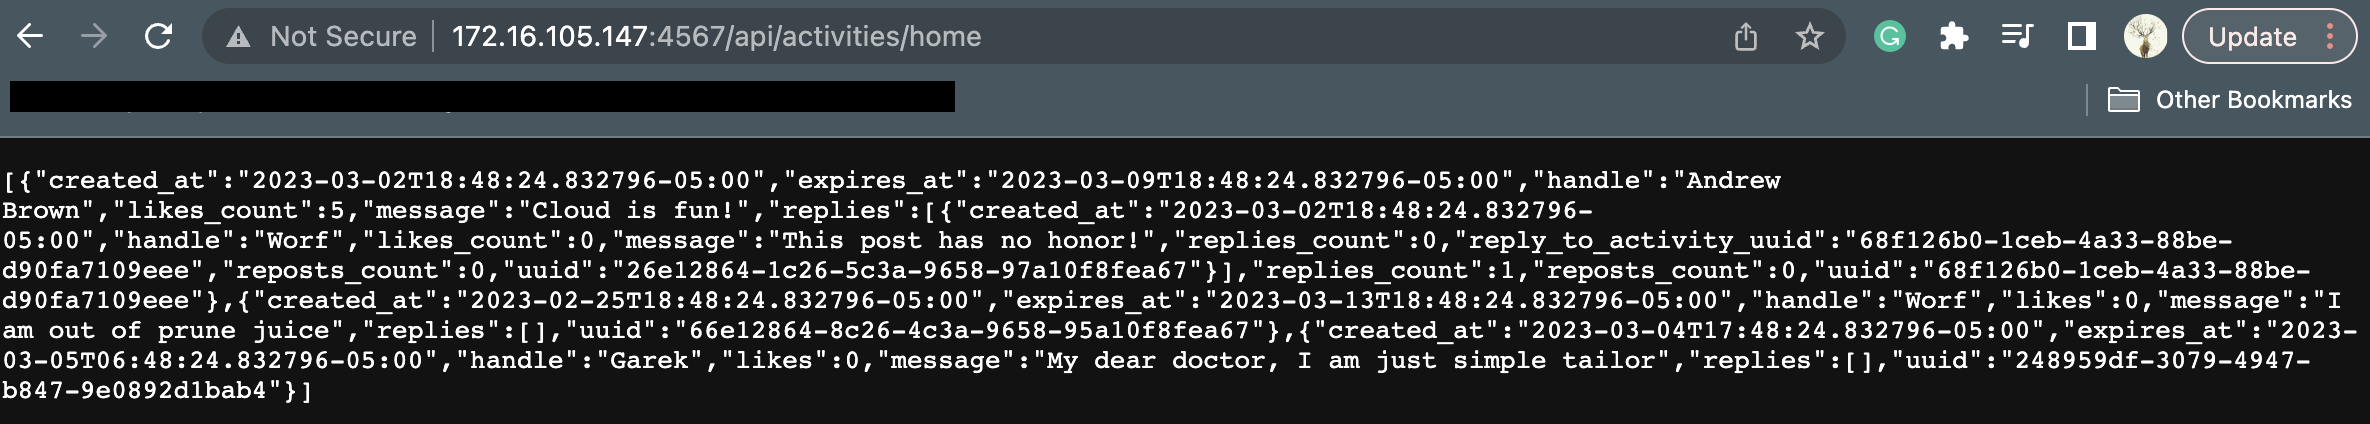 Not Secure 172.16.105.147:4567/api/activities/home Update
Other Bookmarks
[{"created_at":"2023-03-02T18:48:24.832796-05:00","expires_at":"2023-03-09T18:48:24.832796-05:00","handle":"Andrew
Brown","likes_count":5,"message":"Cloud is fun!","replies":[{"created_at":"2023-03-02T18:48:24.832796-
05:00","handle":"Worf","likes_count":0,"message":"This post has no honor!","replies_count":0,"reply_to_activity_uuid":"68f126b0-1ceb-4a33-88be-
d90fa7109eee","reposts_count":0,"uuid":"26e12864-1c26-5c3a-9658-97a10f8fea67"}],"replies_count":1,"reposts_count":0,"uuid":"68f126b0-1ceb-4a33-88be-
d90fa7109eee"},{"created_at":"2023-02-25T18:48:24.832796-05:00","expires_at":"2023-03-13T18:48:24.832796-05:00","handle":"Worf","likes":0,"message":"I
am out of prune juice","replies":[],"uuid":"66e12864-8c26-4c3a-9658-95a10f8fea67"},{"created_at":"2023-03-04T17:48:24.832796-05:00","expires_at":"2023-
03-05T06:48:24.832796-05:00","handle":"Garek","likes":0,"message":"My dear doctor, I am just simple tailor","replies":[],"uuid":"248959df-3079-4947-
b847-9e0892d1bab4"}]